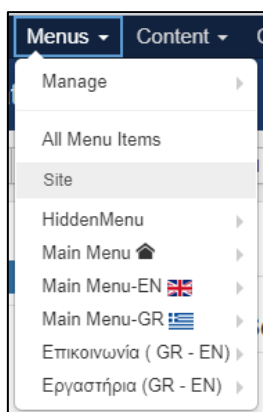 Menus Content
Manage
All Menu Items
Site
HiddenMenu
Main Menu
Main Menu-EN
Main Menu-GR
Επικοινωνία ( GR - EN)
Εργαστήρια (GR - EN)